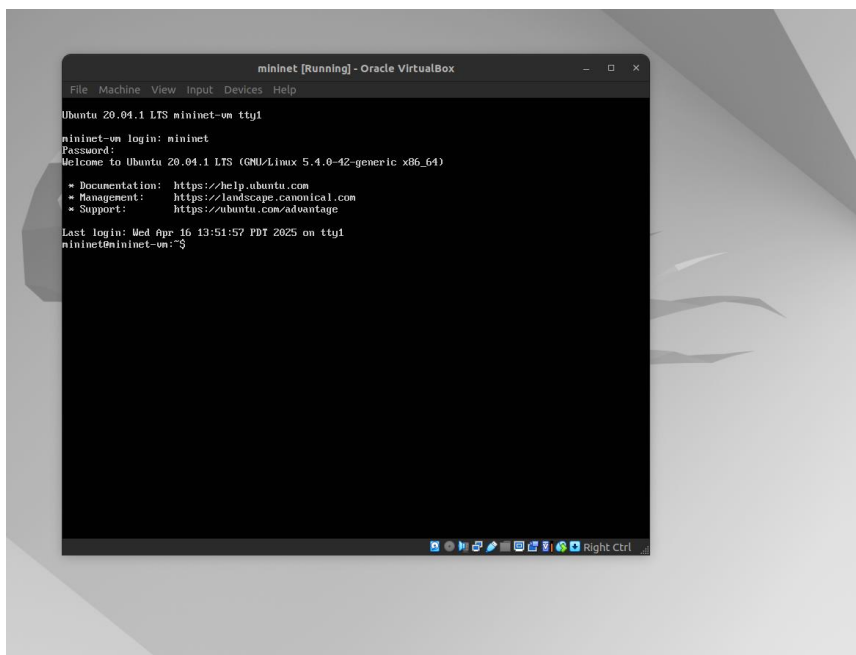 mininet [Running] - Oracle VirtualBox
File Machine View Input Devices Help
Ubuntu 20.04.1 LTS mininet-vm tty1
mininet-vm login: mininet
Password:
Welcome to Ubuntu 20.04.1 LTS (GNU/Linux 5.4.0-42-generic x86_64)
* Documentation: https://help.ubuntu.com
* Management: https://landscape.canonical.com
* Support: https://ubuntu.com/advantage
Last login: Wed Apr 16 13:51:57 PDT 2025 on tty1
mininet@mininet-vm:~$
Right Ctrl